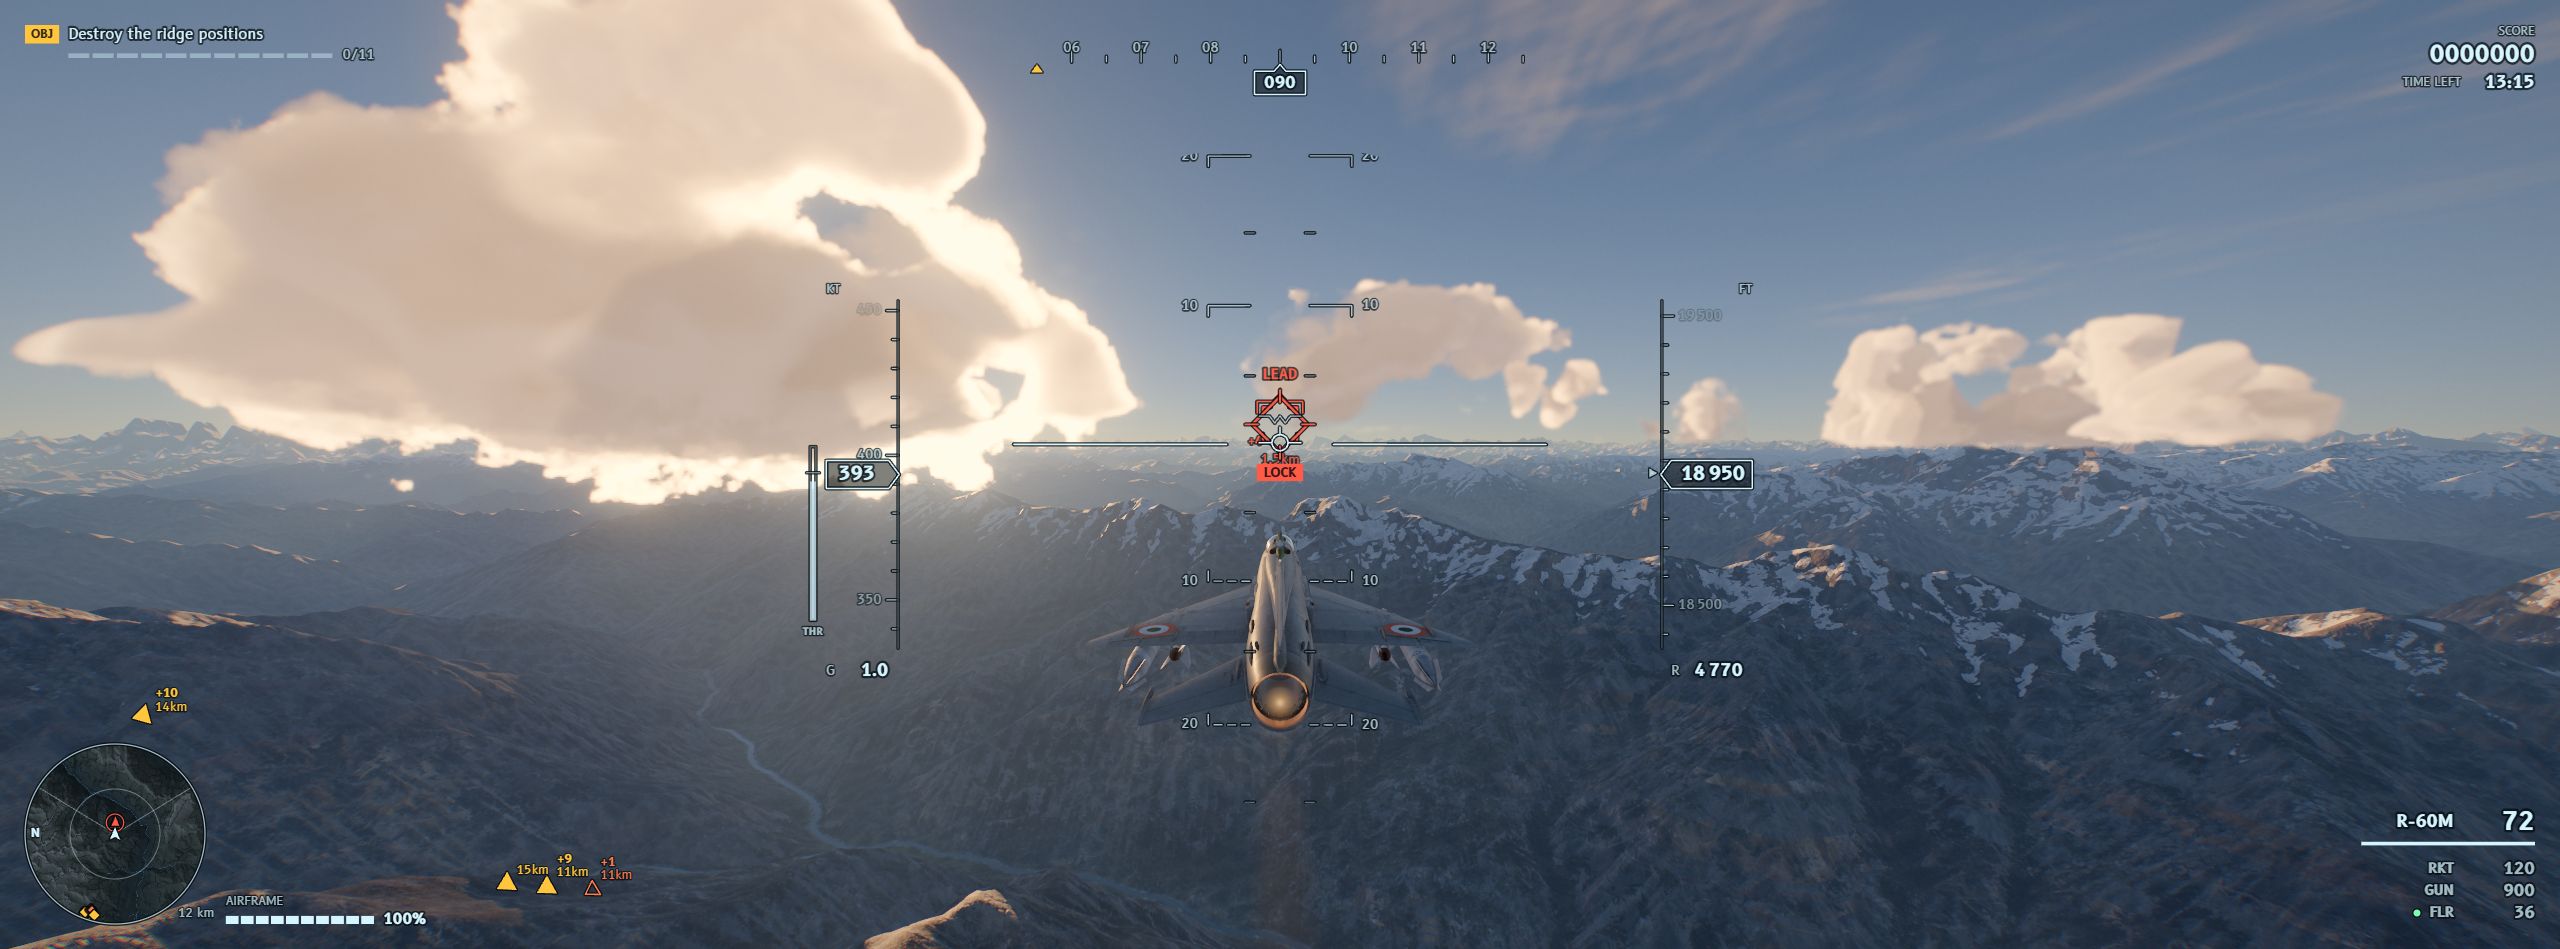 OBJ Destroy the ridge positions
0/11
06 07 08 10 11 12
090
SCORE
0000000
TIME LEFT 13:15
20 20
10 10
KT
450
400
393
350
THR
G 1.0
LEAD
LOCK
FT
19 500
18 950
18 500
R 4 770
10 10
20 20
+10
14km
N
12 km
15km
+9
11km
+1
11km
AIRFRAME
100%
R-60M 72
RKT 120
GUN 900
FLR 36